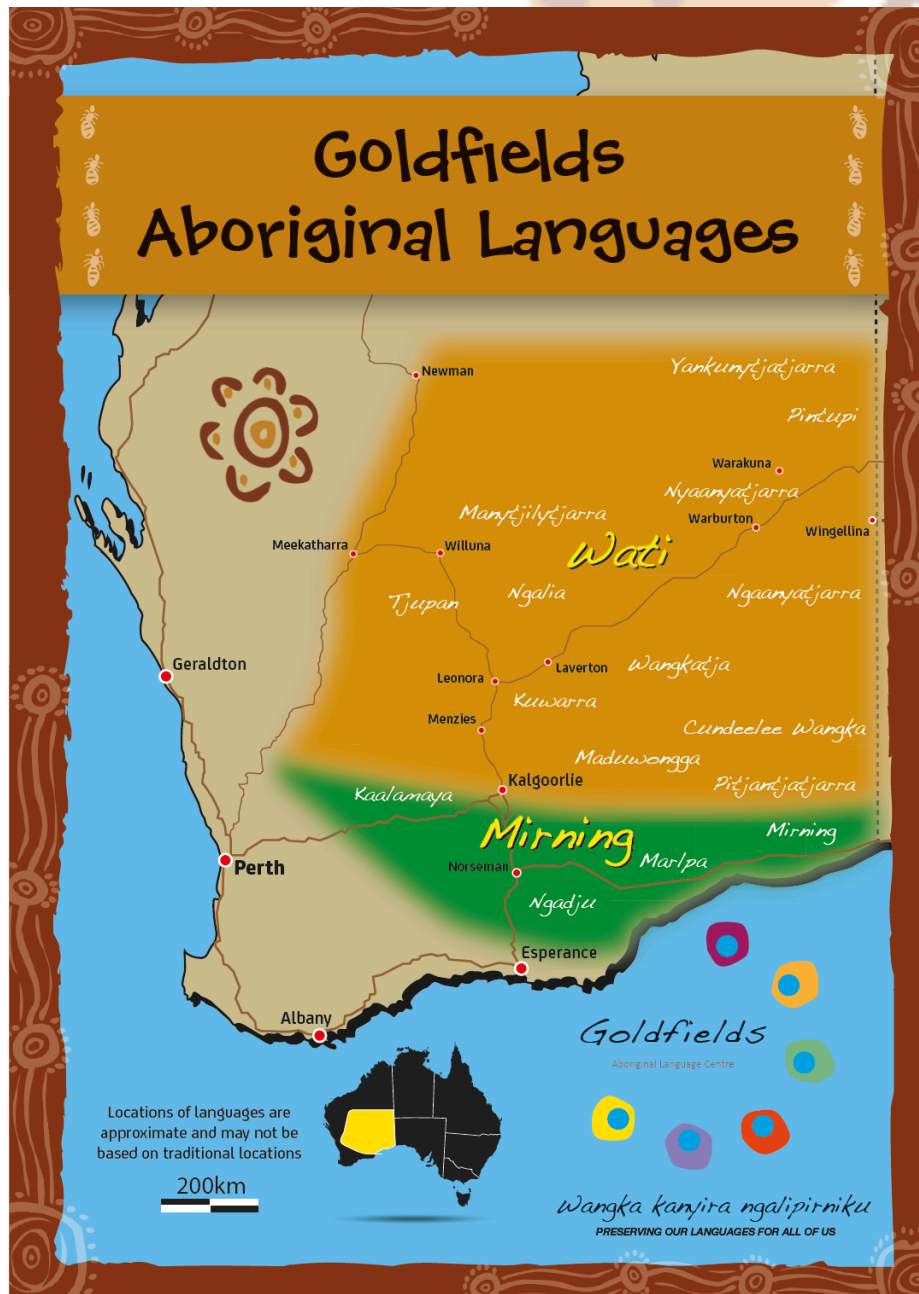 Goldfields
Aboriginal Languages
Yankunytjatjarra
Newman
Pintupi
Warakuna
Nyaanyatjarra
Manytjilytjarra
Warburton
Wingellina
Meekatharra
Willuna
Wati
Tjupan
Ngalia
Ngaanyatjarra
Geraldton
Laverton
Wangkatja
Leonora
Kuwarra
Menzies
Cundeelee Wangka
Maduwongga
Kalgoorlie
Pitjantjatjarra
Kaalamaya
Mirning
Mirning
Perth
Norseman
Marlpa
Ngadju
Esperance
Albany
Goldfields
Aboriginal Language Centre
Locations of languages are
approximate and may not be
based on traditional locations
200km
Wangka kanyira ngalipirniku
PRESERVING OUR LANGUAGES FOR ALL OF US